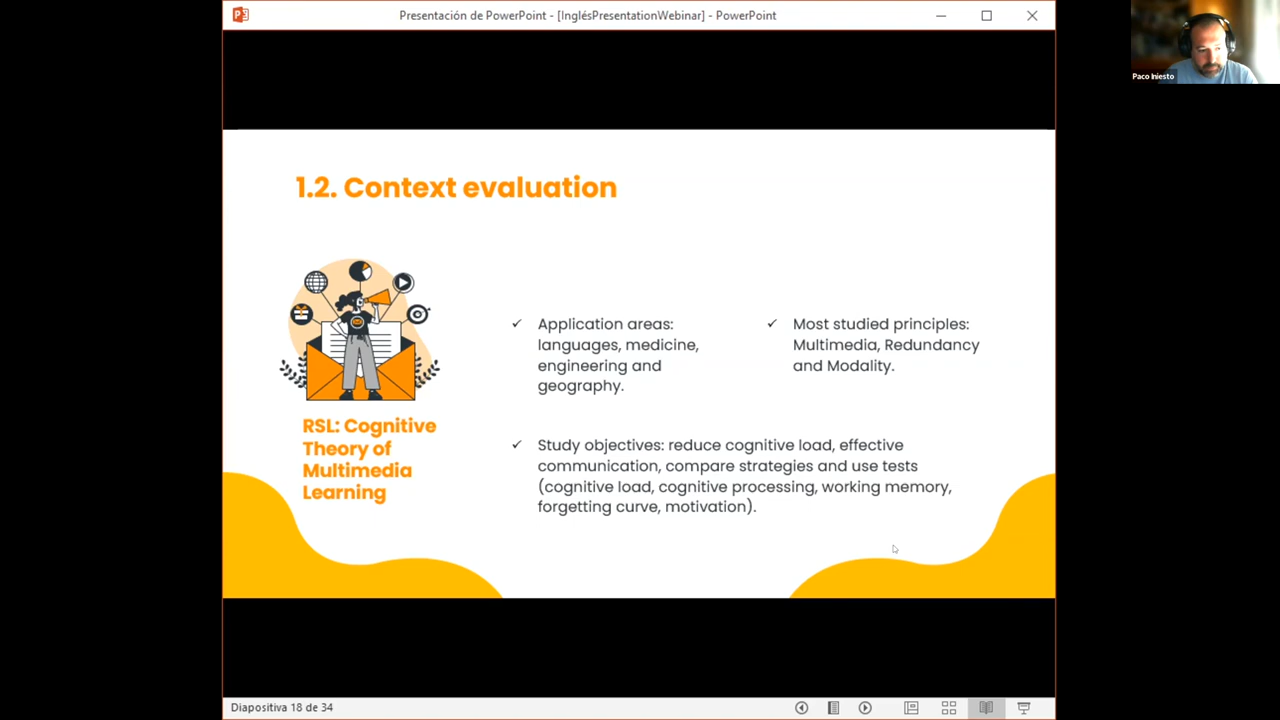 Presentación de PowerPoint - [InglésPresentationWebinar] - PowerPoint
Paco Iniesto
1.2. Context evaluation
RSL: Cognitive
Theory of
Multimedia
Learning
Application areas:
languages, medicine,
engineering and
geography.
Most studied principles:
Multimedia, Redundancy
and Modality.
Study objectives: reduce cognitive load, effective
communication, compare strategies and use tests
(cognitive load, cognitive processing, working memory,
forgetting curve, motivation).
Diapositiva 18 de 34